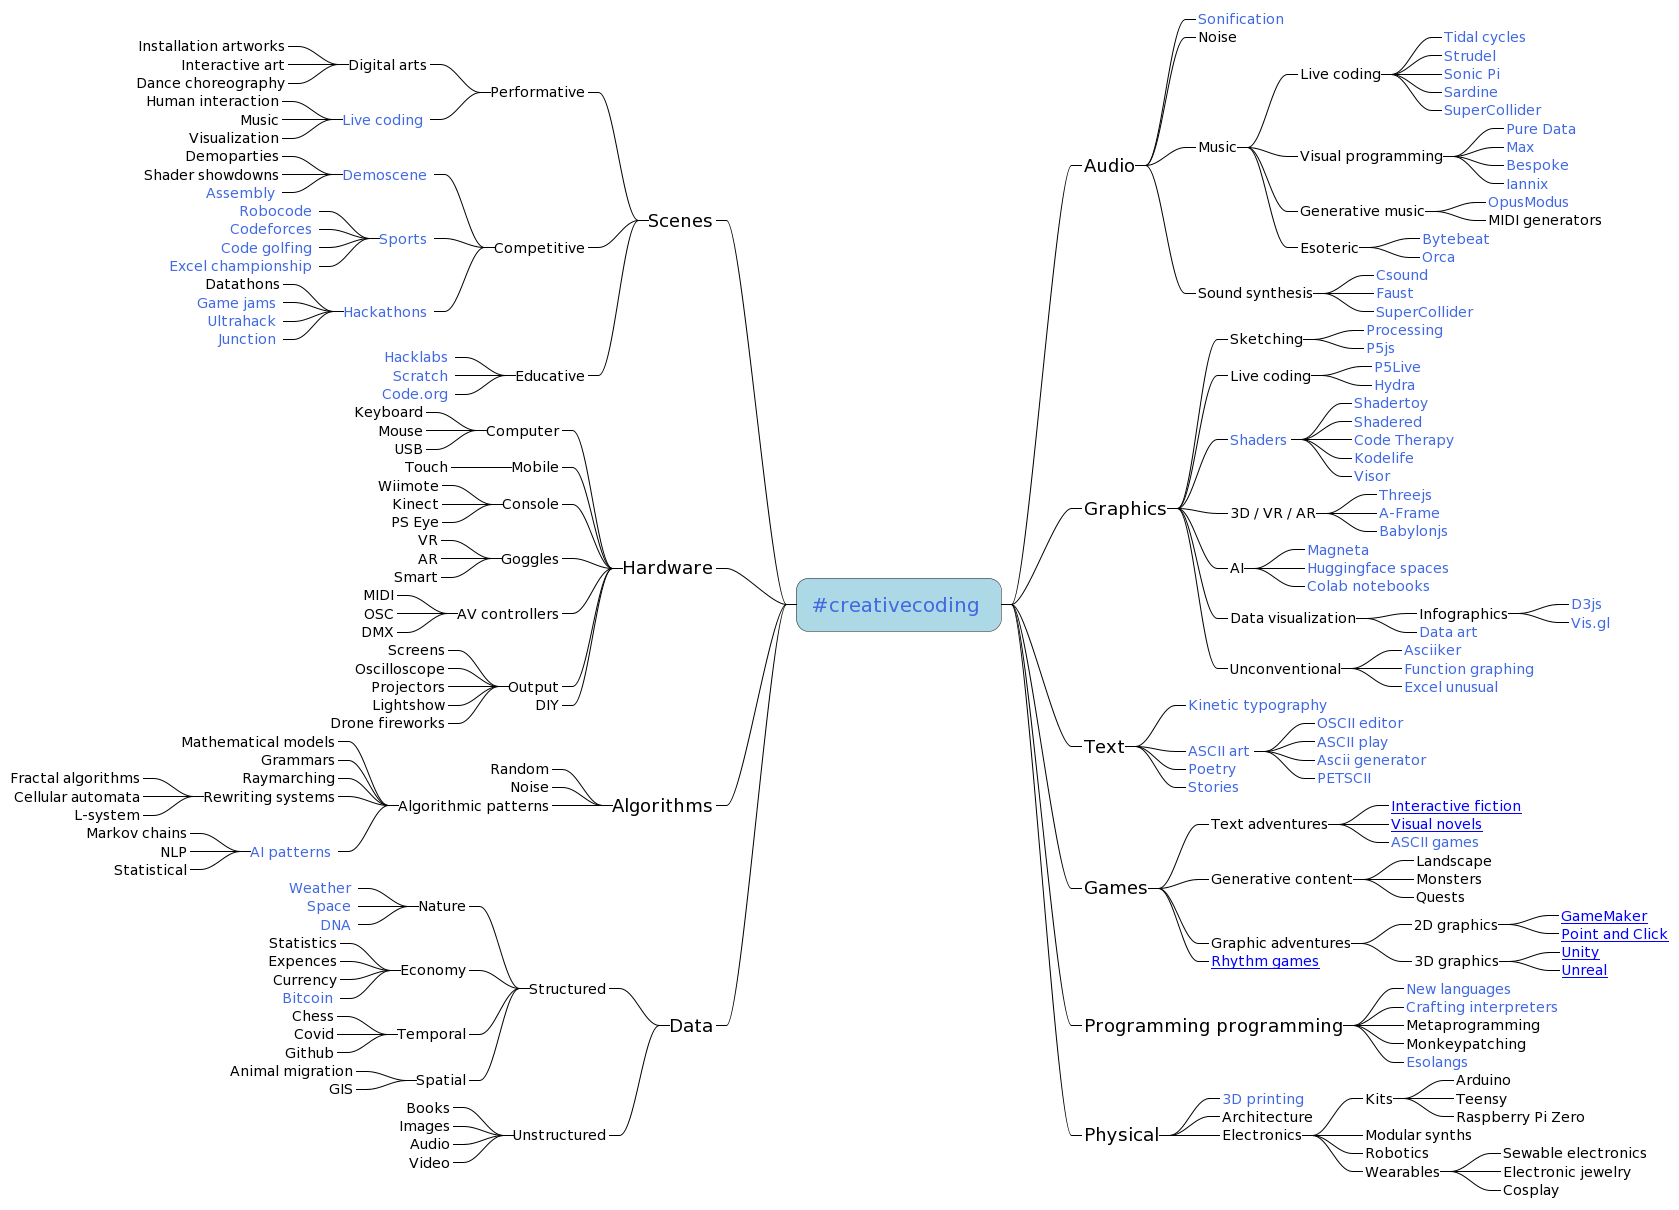 #creativecoding
Scenes
Performative
Digital arts
Installation artworks
Interactive art
Dance choreography
Live coding
Human interaction
Music
Visualization
Competitive
Demoscene
Demoparties
Shader showdowns
Assembly
Sports
Robocode
Codeforces
Code golfing
Excel championship
Hackathons
Datathons
Game jams
Ultrahack
Junction
Educative
Hacklabs
Scratch
Code.org
Hardware
Computer
Keyboard
Mouse
USB
Mobile
Touch
Console
Wiimote
Kinect
PS Eye
Goggles
VR
AR
Smart
AV controllers
MIDI
OSC
DMX
Output
Screens
Oscilloscope
Projectors
Lightshow
Drone fireworks
DIY
Algorithms
Random
Noise
Algorithmic patterns
Mathematical models
Grammars
Raymarching
Rewriting systems
Fractal algorithms
Cellular automata
L-system
AI patterns
Markov chains
NLP
Statistical
Data
Structured
Nature
Weather
Space
DNA
Economy
Statistics
Expences
Currency
Bitcoin
Temporal
Chess
Covid
Github
Spatial
Animal migration
GIS
Unstructured
Books
Images
Audio
Video
Audio
Sonification
Noise
Music
Live coding
Tidal cycles
Strudel
Sonic Pi
Sardine
SuperCollider
Visual programming
Pure Data
Max
Bespoke
Iannix
Generative music
OpusModus
MIDI generators
Esoteric
Bytebeat
Orca
Sound synthesis
Csound
Faust
SuperCollider
Graphics
Sketching
Processing
P5js
Live coding
P5Live
Hydra
Shaders
Shadertoy
Shadered
Code Therapy
Kodelife
Visor
3D / VR / AR
Threejs
A-Frame
Babylonjs
AI
Magneta
Huggingface spaces
Colab notebooks
Data visualization
Infographics
D3js
Vis.gl
Data art
Unconventional
Asciiker
Function graphing
Excel unusual
Text
Kinetic typography
ASCII art
OSCII editor
ASCII play
Ascii generator
PETSCII
Poetry
Stories
Games
Text adventures
Interactive fiction
Visual novels
ASCII games
Generative content
Landscape
Monsters
Quests
Graphic adventures
2D graphics
GameMaker
Point and Click
3D graphics
Unity
Unreal
Rhythm games
Programming programming
New languages
Crafting interpreters
Metaprogramming
Monkeypatching
Esolangs
Physical
3D printing
Architecture
Electronics
Kits
Arduino
Teensy
Raspberry Pi Zero
Modular synths
Robotics
Wearables
Sewable electronics
Electronic jewelry
Cosplay